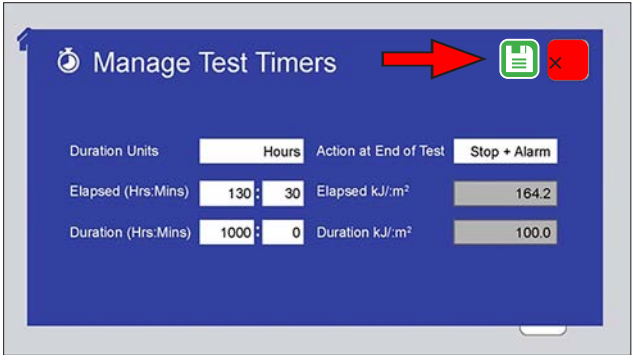 Manage Test Timers
×
Duration Units Hours Action at End of Test Stop + Alarm
Elapsed (Hrs:Mins) 130 : 30 Elapsed kJ/:m² 164.2
Duration (Hrs:Mins) 1000 : 0 Duration kJ/:m² 100.0